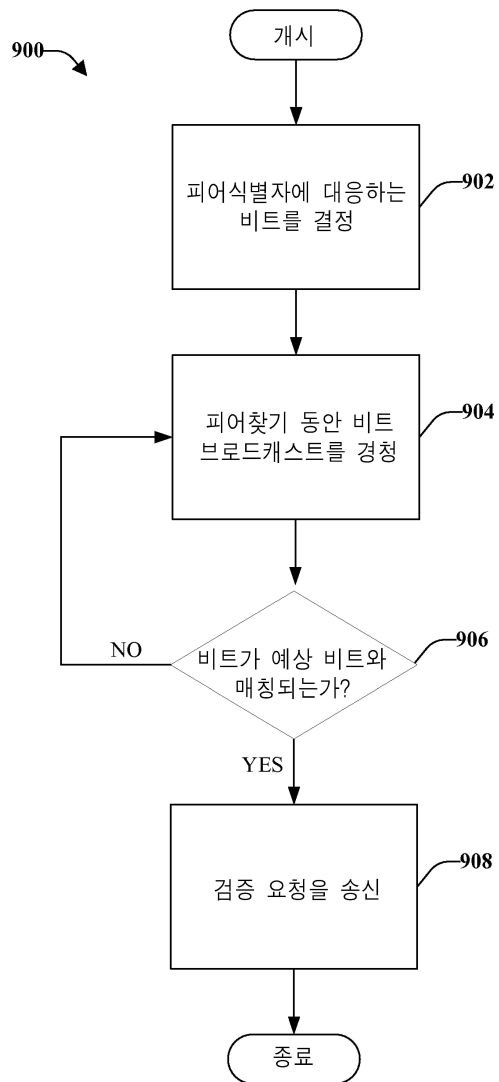 개시
900
피어식별자에 대응하는
비트를 결정
902
피어찾기 동안 비트
브로드캐스트를 경청
904
비트가 예상 비트와
매칭되는가?
906
NO
YES
검증 요청을 송신
908
종료